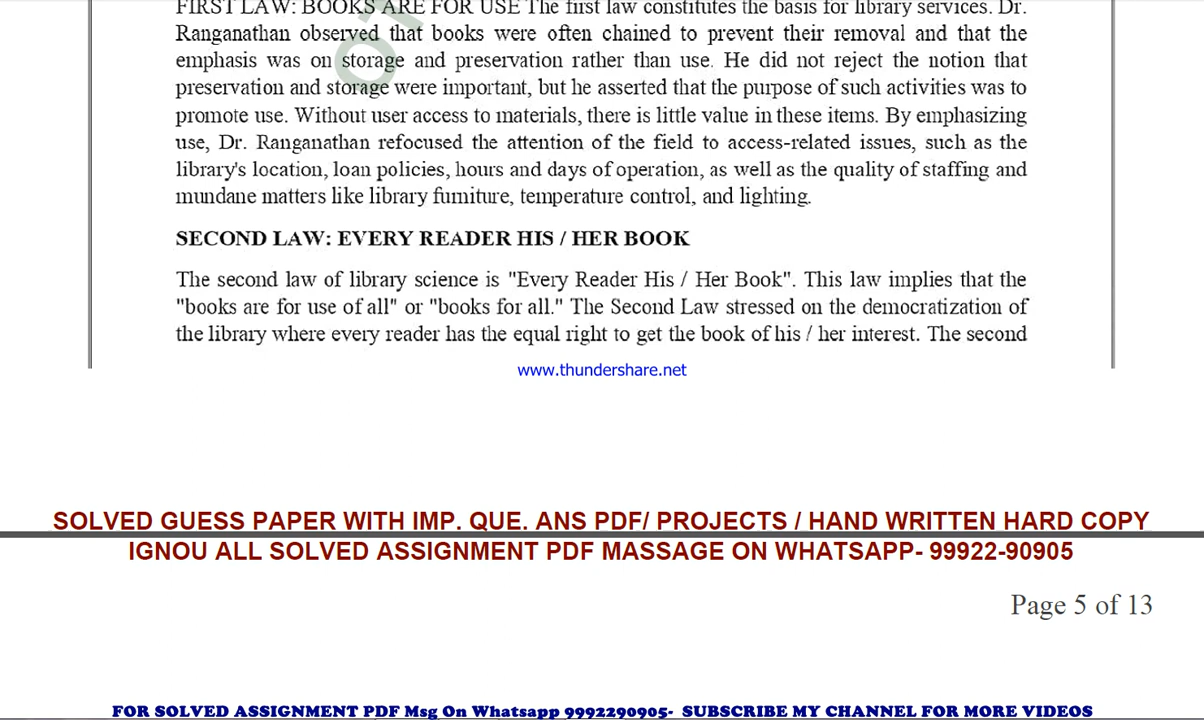 FIRST LAW: BOOKS ARE FOR USE The first law constitutes the basis for library services. Dr.
Ranganathan observed that books were often chained to prevent their removal and that the
emphasis was on storage and preservation rather than use. He did not reject the notion that
preservation and storage were important, but he asserted that the purpose of such activities was to
promote use. Without user access to materials, there is little value in these items. By emphasizing
use, Dr. Ranganathan refocused the attention of the field to access-related issues, such as the
library's location, loan policies, hours and days of operation, as well as the quality of staffing and
mundane matters like library furniture, temperature control, and lighting.
SECOND LAW: EVERY READER HIS / HER BOOK
The second law of library science is "Every Reader His / Her Book". This law implies that the
"books are for use of all" or "books for all." The Second Law stressed on the democratization of
the library where every reader has the equal right to get the book of his / her interest. The second
www.thundershare.net
SOLVED GUESS PAPER WITH IMP. QUE. ANS PDF/ PROJECTS / HAND WRITTEN HARD COPY
IGNOU ALL SOLVED ASSIGNMENT PDF MASSAGE ON WHATSAPP- 99922-90905
Page 5 of 13
FOR SOLVED ASSIGNMENT PDF Msg On Whatsapp 9992290905- SUBSCRIBE MY CHANNEL FOR MORE VIDEOS